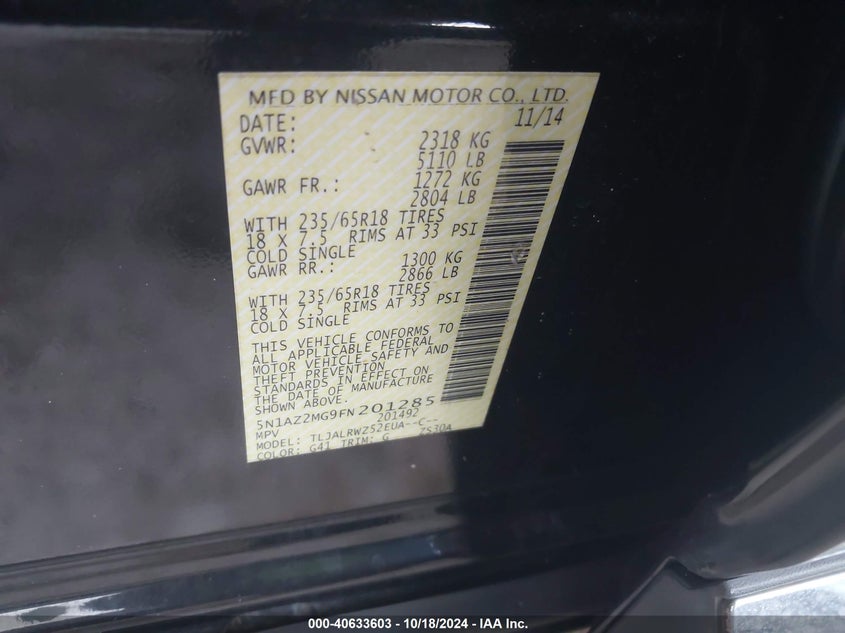 MFD BY NISSAN MOTOR CO., LTD.
DATE: 11/14
GVWR: 2318 KG
5110 LB
GAWR FR.: 1272 KG
2804 LB
WITH 235/65R18 TIRES
18 X 7.5 RIMS AT 33 PSI
COLD SINGLE
GAWR RR.: 1300 KG
2866 LB
WITH 235/65R18 TIRES
18 X 7.5 RIMS AT 33 PSI
COLD SINGLE
THIS VEHICLE CONFORMS TO
ALL APPLICABLE FEDERAL
MOTOR VEHICLE SAFETY AND
THEFT PREVENTION
STANDARDS IN EFFECT ON
THE DATE OF MANUFACTURE
SHOWN ABOVE.
5N1AZ2MG9FN201285
MPV 201492
MODEL: TLJALRWZ52EUA--C--
COLOR: G41 TRIM: G ZS30A
000-40633603 - 10/18/2024 - IAA Inc.